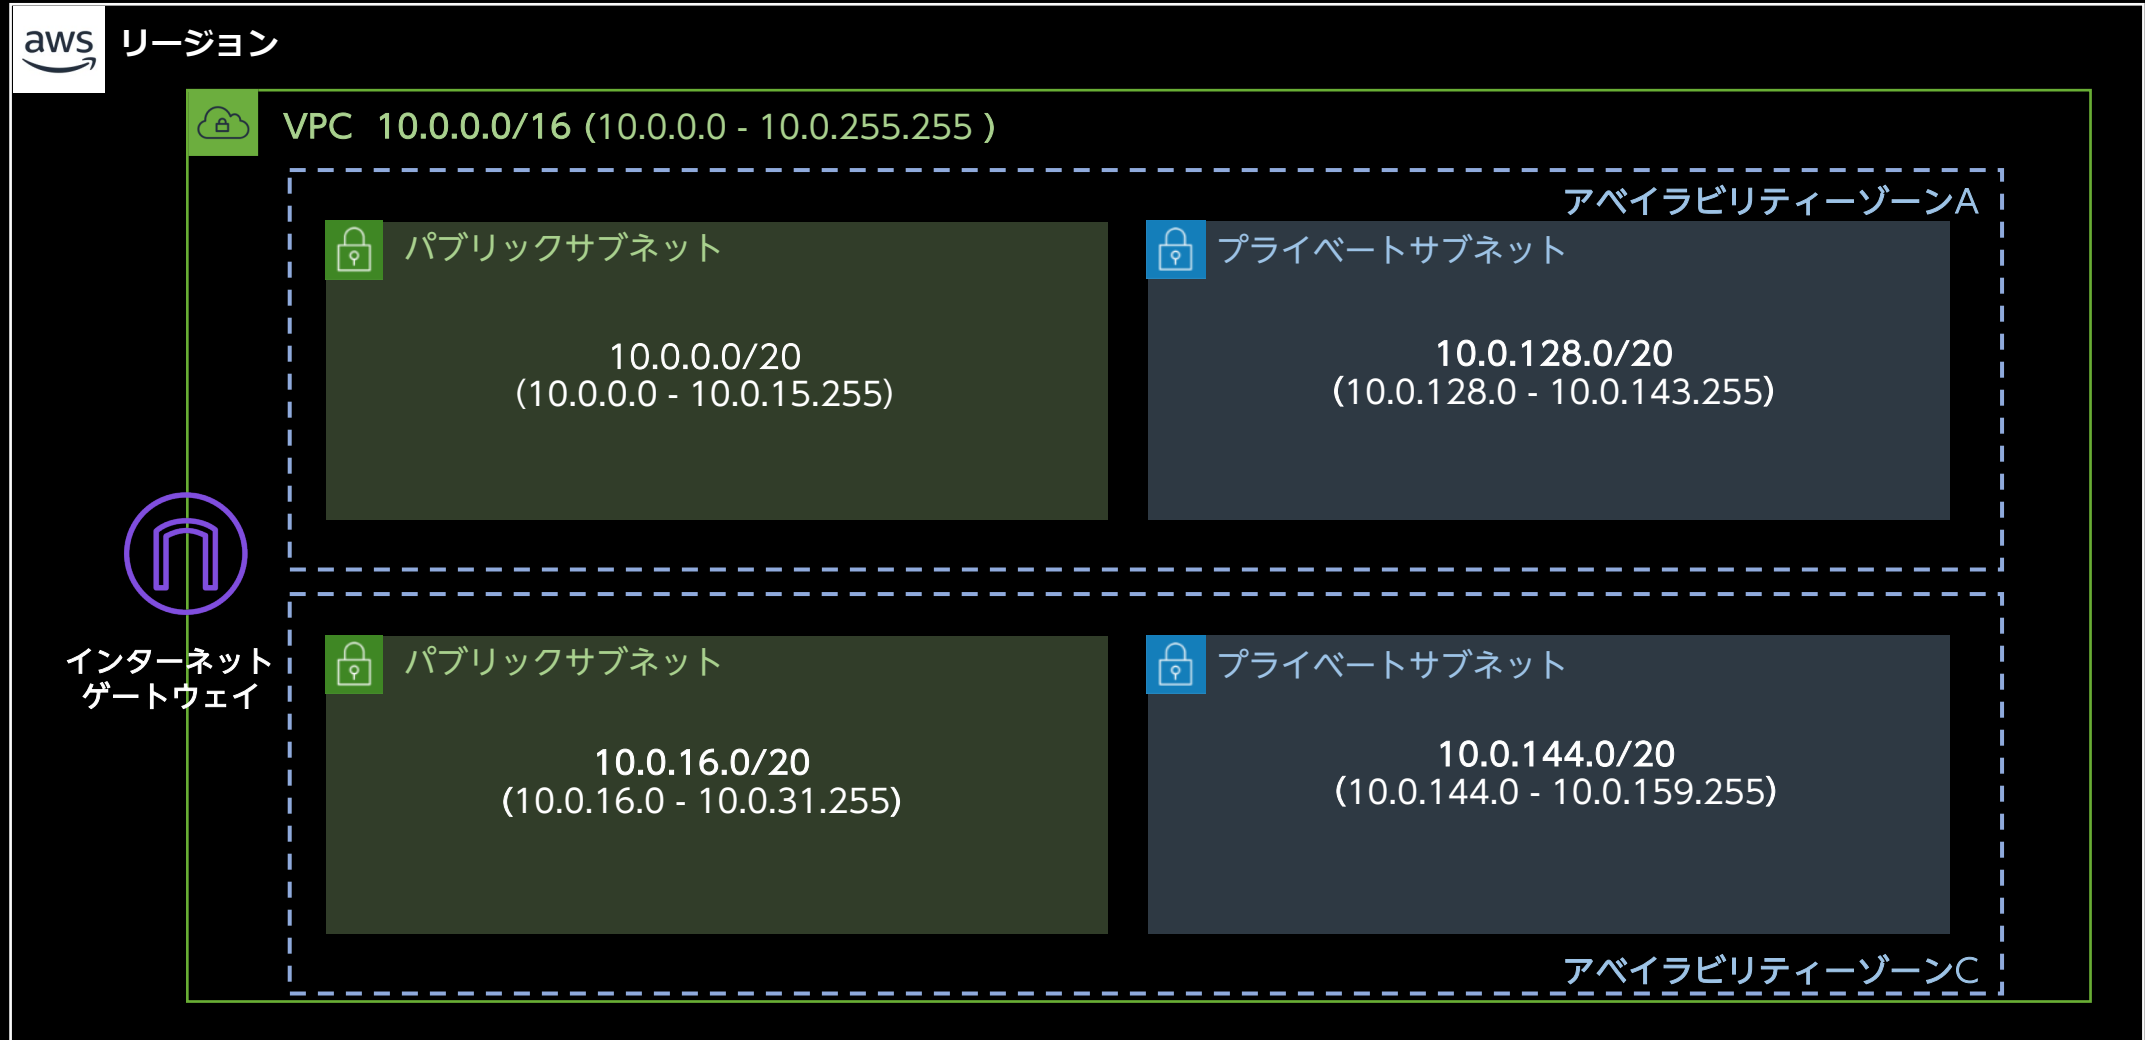 aws リージョン
VPC 10.0.0.0/16 (10.0.0.0 - 10.0.255.255 )
アベイラビリティーゾーンA
パブリックサブネット
10.0.0.0/20
(10.0.0.0 - 10.0.15.255)
プライベートサブネット
10.0.128.0/20
(10.0.128.0 - 10.0.143.255)
インターネット
ゲートウェイ
パブリックサブネット
10.0.16.0/20
(10.0.16.0 - 10.0.31.255)
プライベートサブネット
10.0.144.0/20
(10.0.144.0 - 10.0.159.255)
アベイラビリティーゾーンC